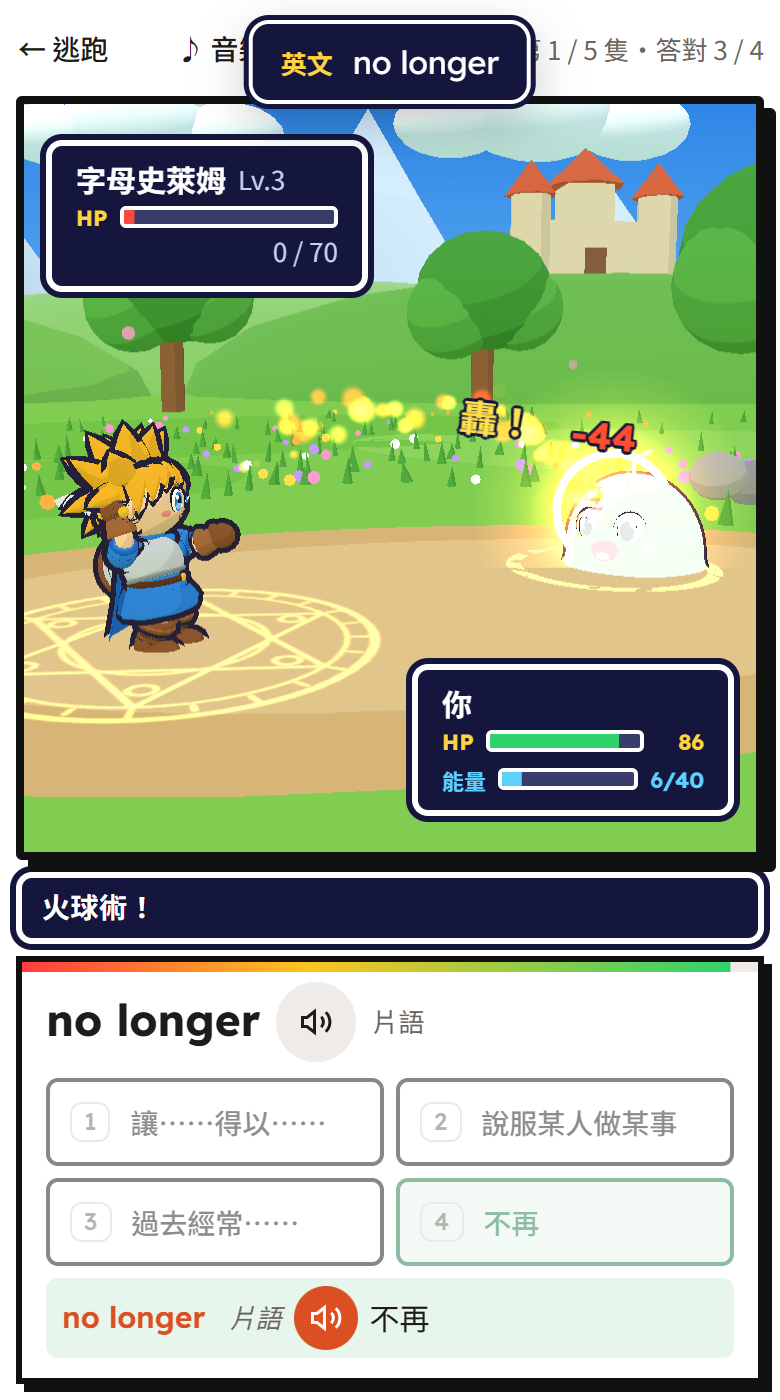 ← 逃跑
♪ 音
英文 no longer
1 / 5 隻・答對 3 / 4
字母史萊姆 Lv.3
HP
0 / 70
轟！
-44
你
HP 86
能量 6/40
火球術！
no longer 片語
1 讓⋯⋯得以⋯⋯
2 說服某人做某事
3 過去經常⋯⋯
4 不再
no longer 片語 不再